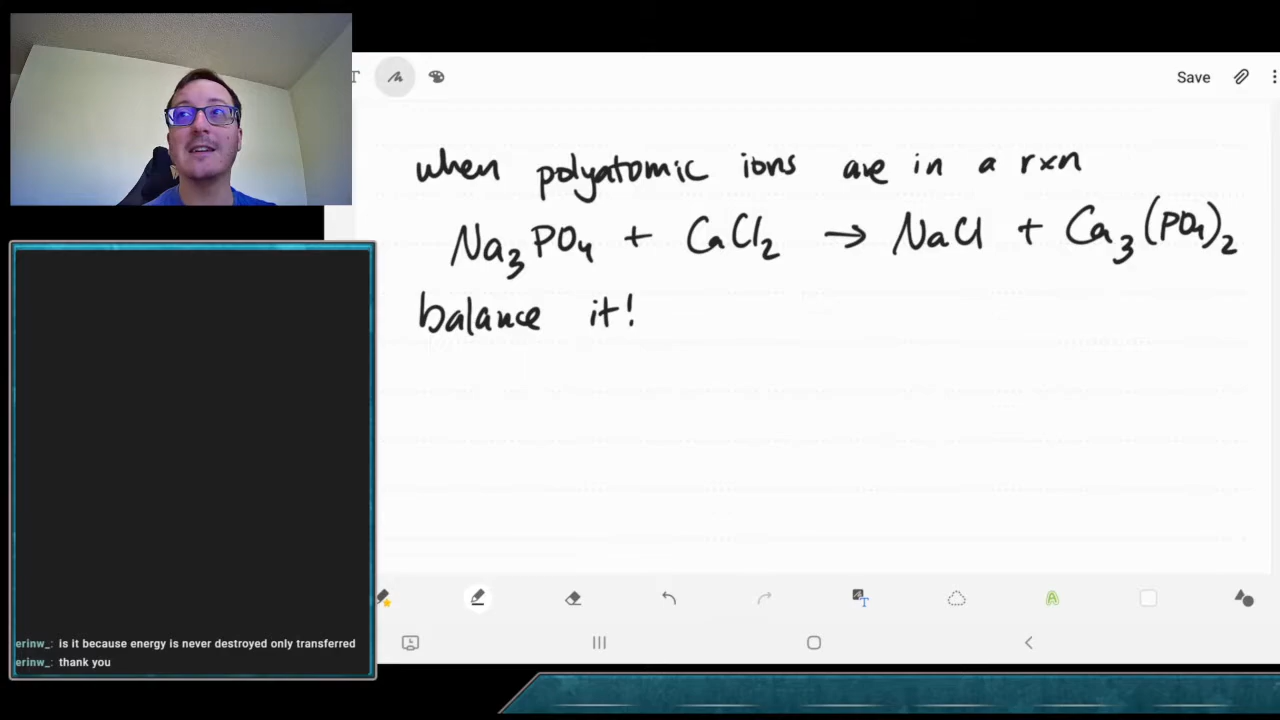 T
Save
when polyatomic ions are in a rxn
Na₃PO₄ + CaCl₂ → NaCl + Ca₃(PO₄)₂
balance it!
erinw_: is it because energy is never destroyed only transferred
erinw_: thank you